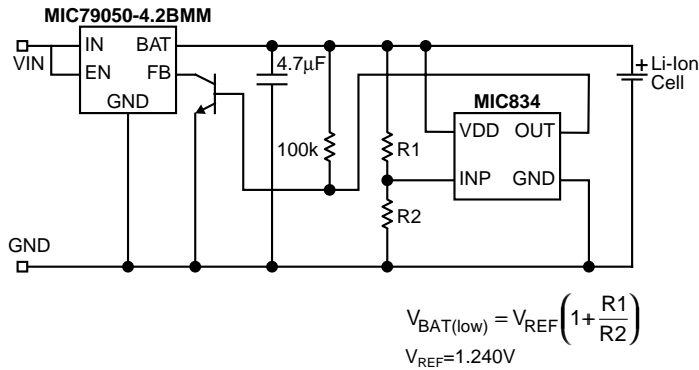 MIC79050-4.2BMM
IN BAT
VIN
EN FB
GND
4.7µF
Li-Ion
Cell
+
MIC834
VDD OUT
INP GND
100k
R1
R2
GND
V_BAT(low) = V_REF(1+R1/R2)
V_REF=1.240V